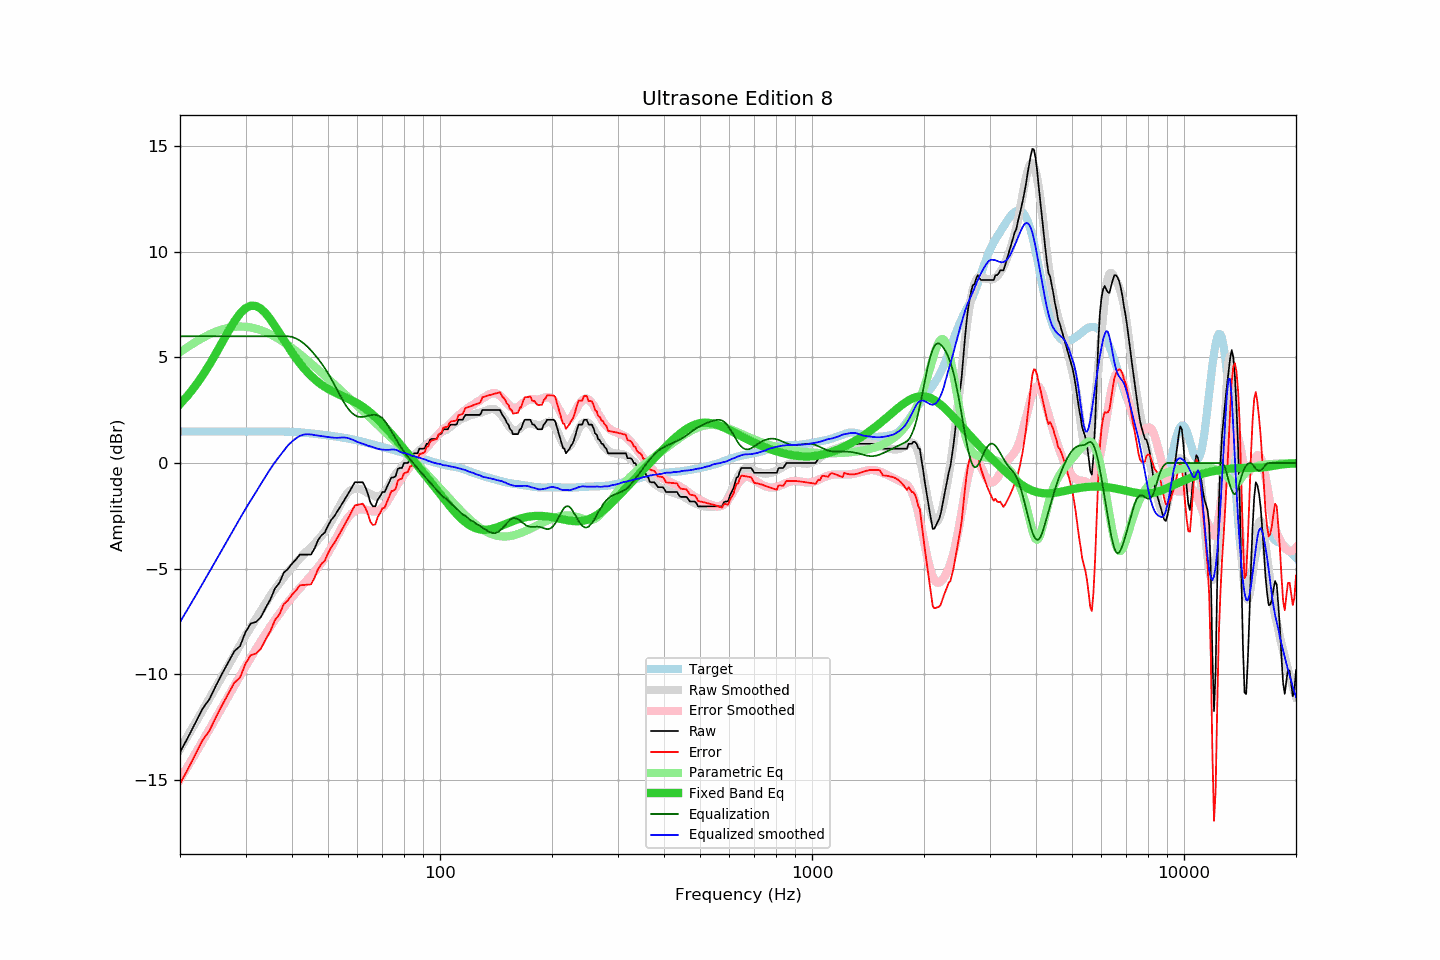 Ultrasone Edition 8
15
10
5
0
−5
−10
−15
Amplitude (dBr)
Target
Raw Smoothed
Error Smoothed
Raw
Error
Parametric Eq
Fixed Band Eq
Equalization
Equalized smoothed
100
1000
10000
Frequency (Hz)